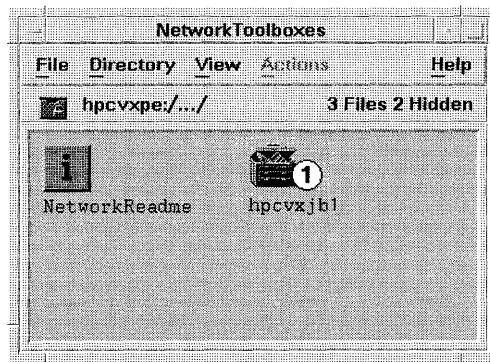 NetworkToolboxes
File Directory View Actions Help
hpcvxpe:/.../ 3 Files 2 Hidden
i
1
NetworkReadme hpcvxjb1